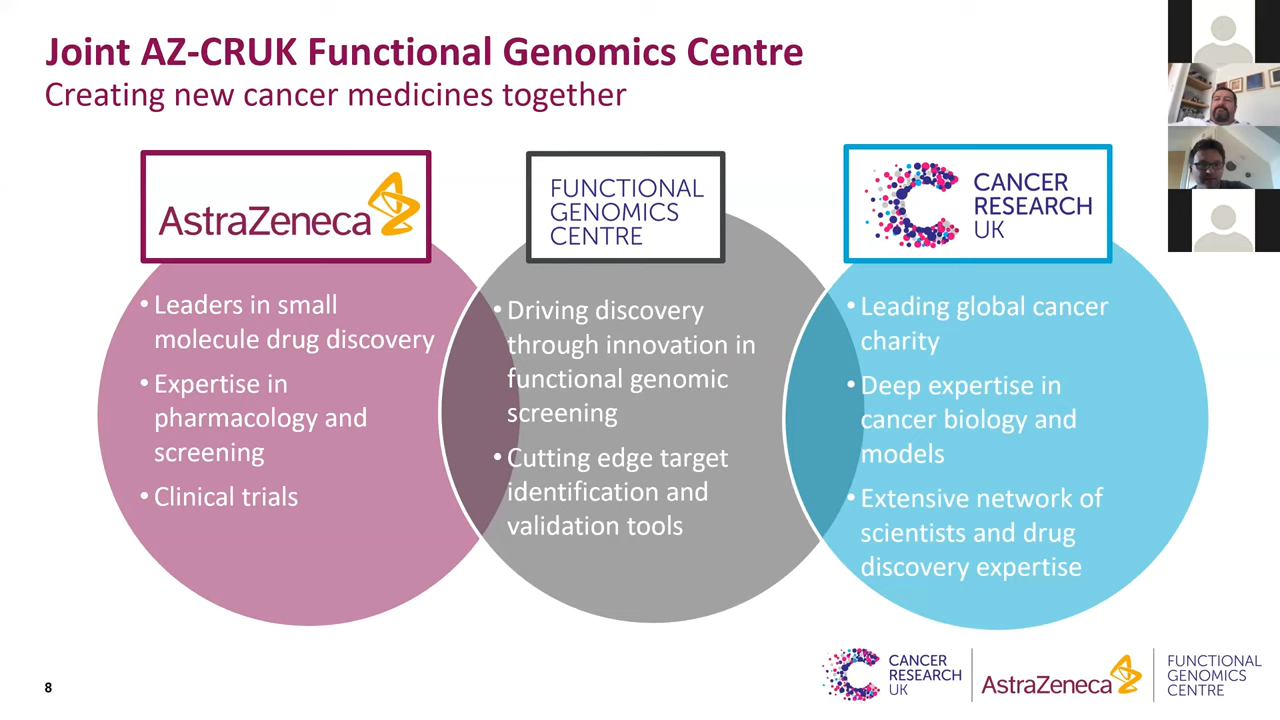 Joint AZ-CRUK Functional Genomics Centre
Creating new cancer medicines together
AstraZeneca
• Leaders in small
molecule drug discovery
• Expertise in
pharmacology and
screening
• Clinical trials
FUNCTIONAL
GENOMICS
CENTRE
• Driving discovery
through innovation in
functional genomic
screening
• Cutting edge target
identification and
validation tools
CANCER
RESEARCH
UK
• Leading global cancer
charity
• Deep expertise in
cancer biology and
models
• Extensive network of
scientists and drug
discovery expertise
8
CANCER
RESEARCH
UK
AstraZeneca
FUNCTIONAL
GENOMICS
CENTRE